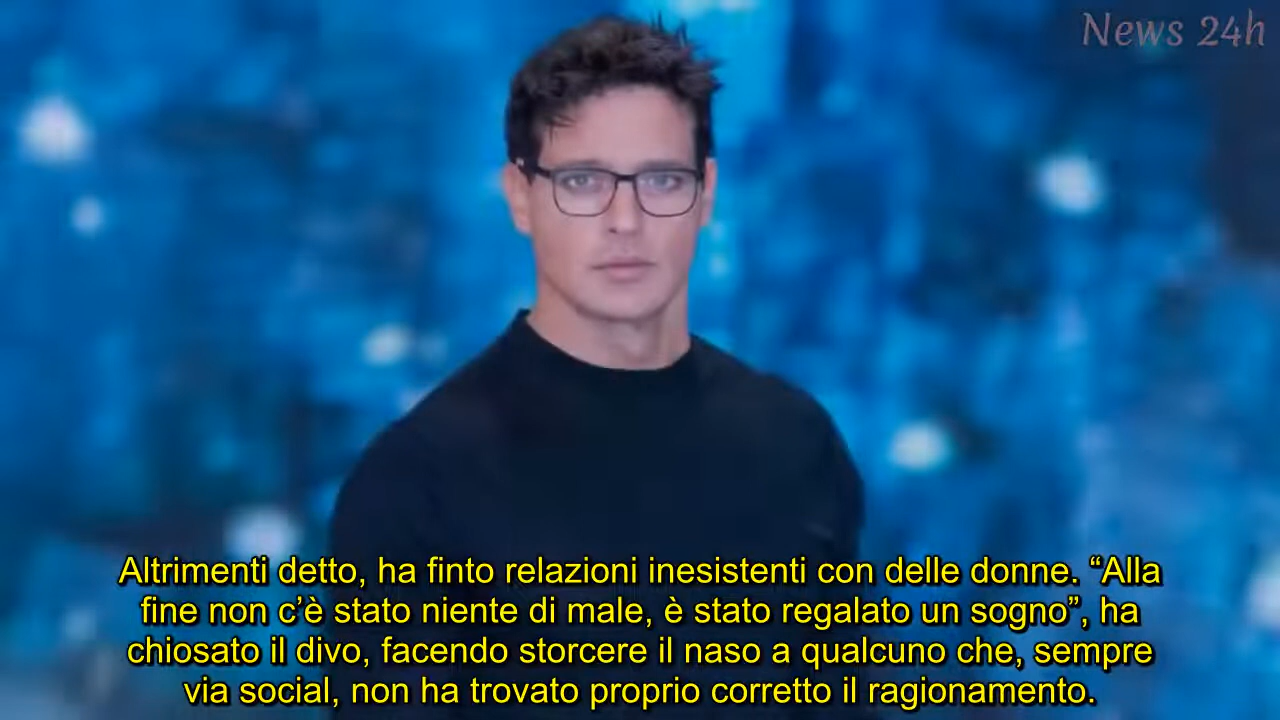 News 24h
Altrimenti detto, ha finto relazioni inesistenti con delle donne. “Alla
fine non c’è stato niente di male, è stato regalato un sogno”, ha
chiosato il divo, facendo storcere il naso a qualcuno che, sempre
via social, non ha trovato proprio corretto il ragionamento.